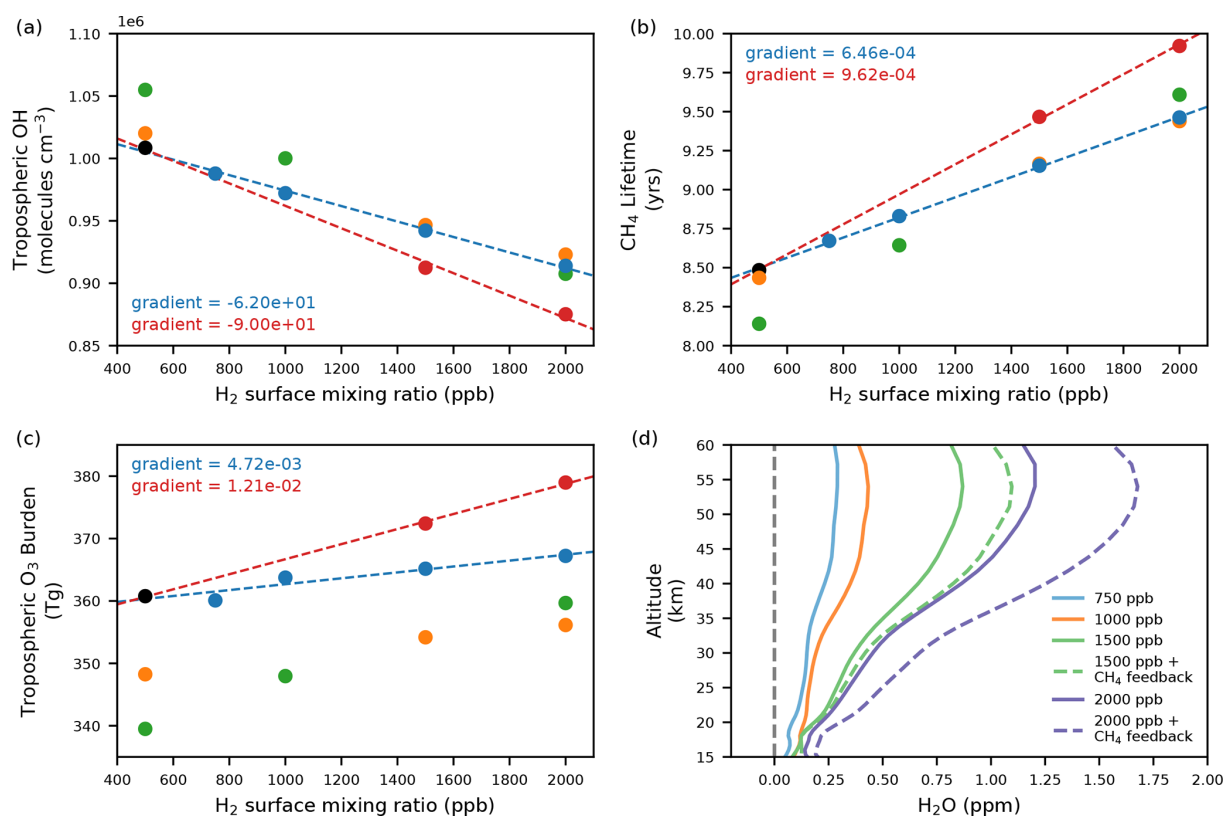 (a)
1e6
1.10
1.05
1.00
0.95
0.90
0.85
Tropospheric OH
(molecules cm⁻³)
gradient = -6.20e+01
gradient = -9.00e+01
400 600 800 1000 1200 1400 1600 1800 2000
H₂ surface mixing ratio (ppb)
(b)
10.00
9.75
9.50
9.25
9.00
8.75
8.50
8.25
8.00
CH₄ Lifetime
(yrs)
gradient = 6.46e-04
gradient = 9.62e-04
400 600 800 1000 1200 1400 1600 1800 2000
H₂ surface mixing ratio (ppb)
(c)
380
370
360
350
340
Tropospheric O₃ Burden
(Tg)
gradient = 4.72e-03
gradient = 1.21e-02
400 600 800 1000 1200 1400 1600 1800 2000
H₂ surface mixing ratio (ppb)
(d)
60
55
50
45
40
35
30
25
20
15
Altitude
(km)
750 ppb
1000 ppb
1500 ppb
1500 ppb +
CH₄ feedback
2000 ppb
2000 ppb +
CH₄ feedback
0.00 0.25 0.50 0.75 1.00 1.25 1.50 1.75 2.00
H₂O (ppm)